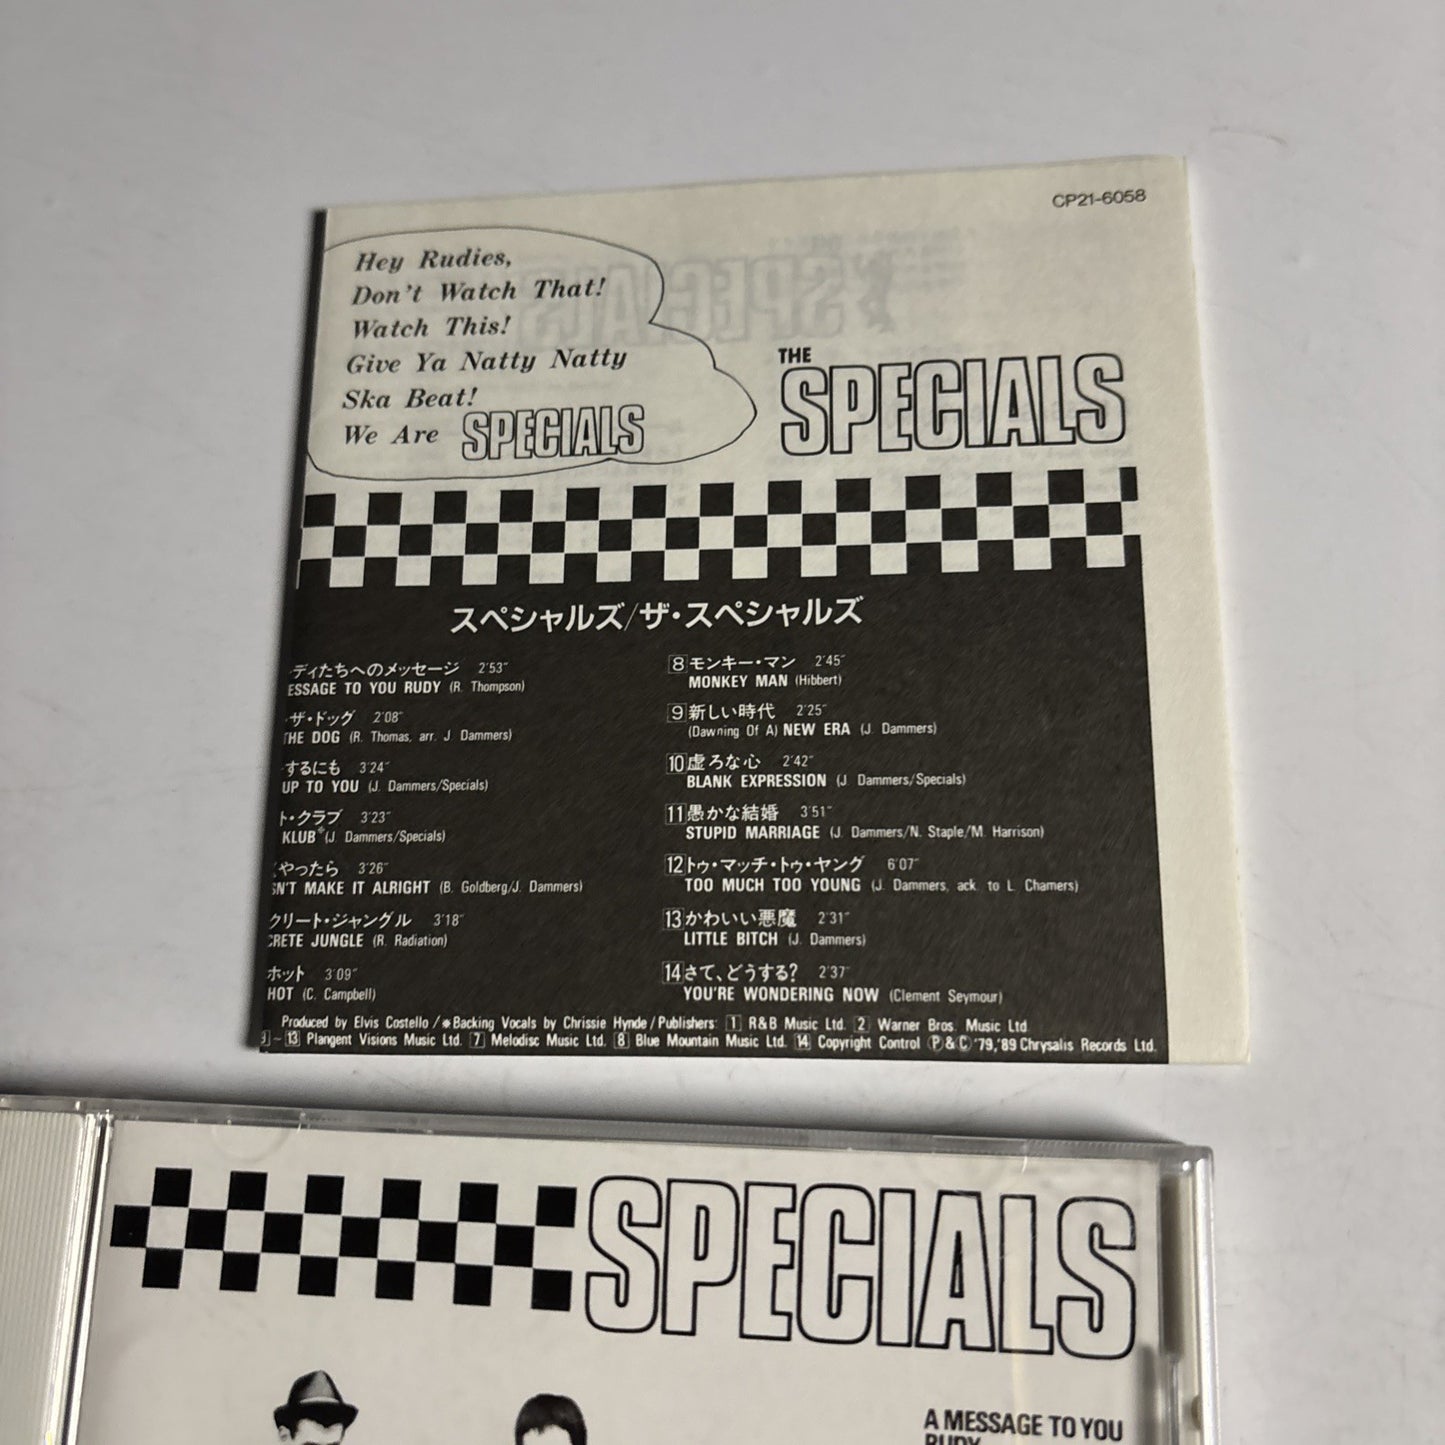 CP21-6058
Hey Rudies,
Don't Watch That!
Watch This!
Give Ya Natty Natty
Ska Beat!
We Are SPECIALS
THE
SPECIALS
スペシャルズ/ザ・スペシャルズ
ディたちへのメッセージ 2'53"
ESSAGE TO YOU RUDY (R. Thompson)
・ザ・ドッグ 2'08"
THE DOG (R. Thomas, arr. J Dammers)
するにも 3'24"
UP TO YOU (J. Dammers/Specials)
ト・クラブ 3'23"
KLUB*(J. Dammers/Specials)
やったら 3'26"
SN'T MAKE IT ALRIGHT (B. Goldberg/J. Dammers)
クリート・ジャングル 3'18"
CRETE JUNGLE (R. Radiation)
ホット 3'09"
HOT (C. Campbell)
8 モンキー・マン 2'45"
MONKEY MAN (Hibbert)
9 新しい時代 2'25"
(Dawning Of A) NEW ERA (J. Dammers)
10 虚ろな心 2'42"
BLANK EXPRESSION (J. Dammers/Specials)
11 愚かな結婚 3'51"
STUPID MARRIAGE (J. Dammers/N. Staple/M. Harrison)
12 トゥ・マッチ・トゥ・ヤング 6'07"
TOO MUCH TOO YOUNG (J. Dammers, ack. to L. Chamers)
13 かわいい悪魔 2'31"
LITTLE BITCH (J. Dammers)
14 さて、どうする? 2'37"
YOU'RE WONDERING NOW (Clement Seymour)
Produced by Elvis Costello/*Backing Vocals by Chrissie Hynde/Publishers: 1 R&B Music Ltd. 2 Warner Bros. Music Ltd
~13 Plangent Visions Music Ltd. 7 Melodisc Music Ltd. 8 Blue Mountain Music Ltd. 14 Copyright Control Ⓟ&Ⓒ'79,'89 Chrysalis Records Ltd.
SPECIALS
A MESSAGE TO YOU
RUDY